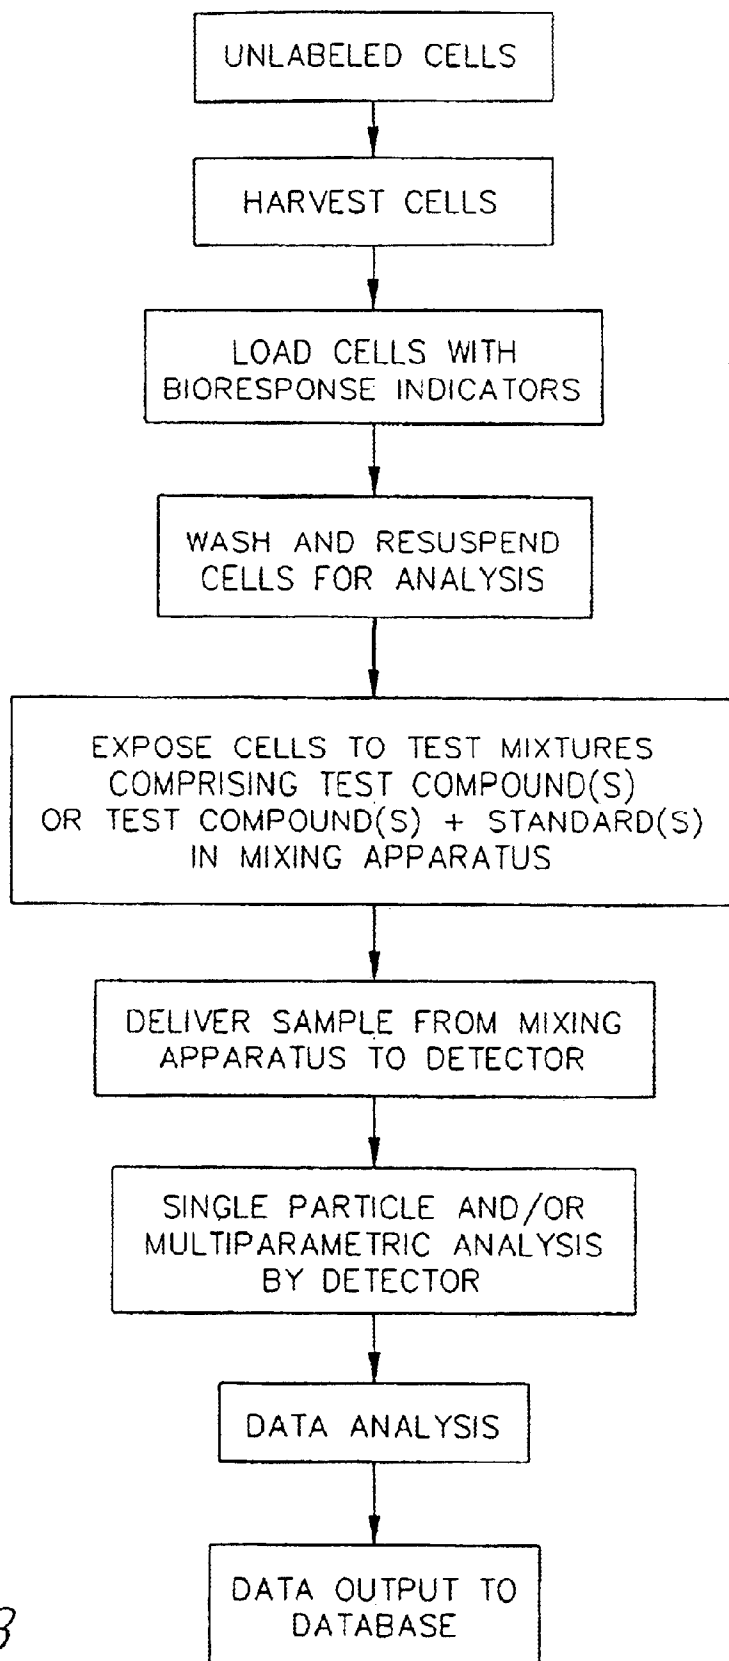 UNLABELED CELLS
HARVEST CELLS
LOAD CELLS WITH
BIORESPONSE INDICATORS
WASH AND RESUSPEND
CELLS FOR ANALYSIS
EXPOSE CELLS TO TEST MIXTURES
COMPRISING TEST COMPOUND(S)
OR TEST COMPOUND(S) + STANDARD(S)
IN MIXING APPARATUS
DELIVER SAMPLE FROM MIXING
APPARATUS TO DETECTOR
SINGLE PARTICLE AND/OR
MULTIPARAMETRIC ANALYSIS
BY DETECTOR
DATA ANALYSIS
DATA OUTPUT TO
DATABASE